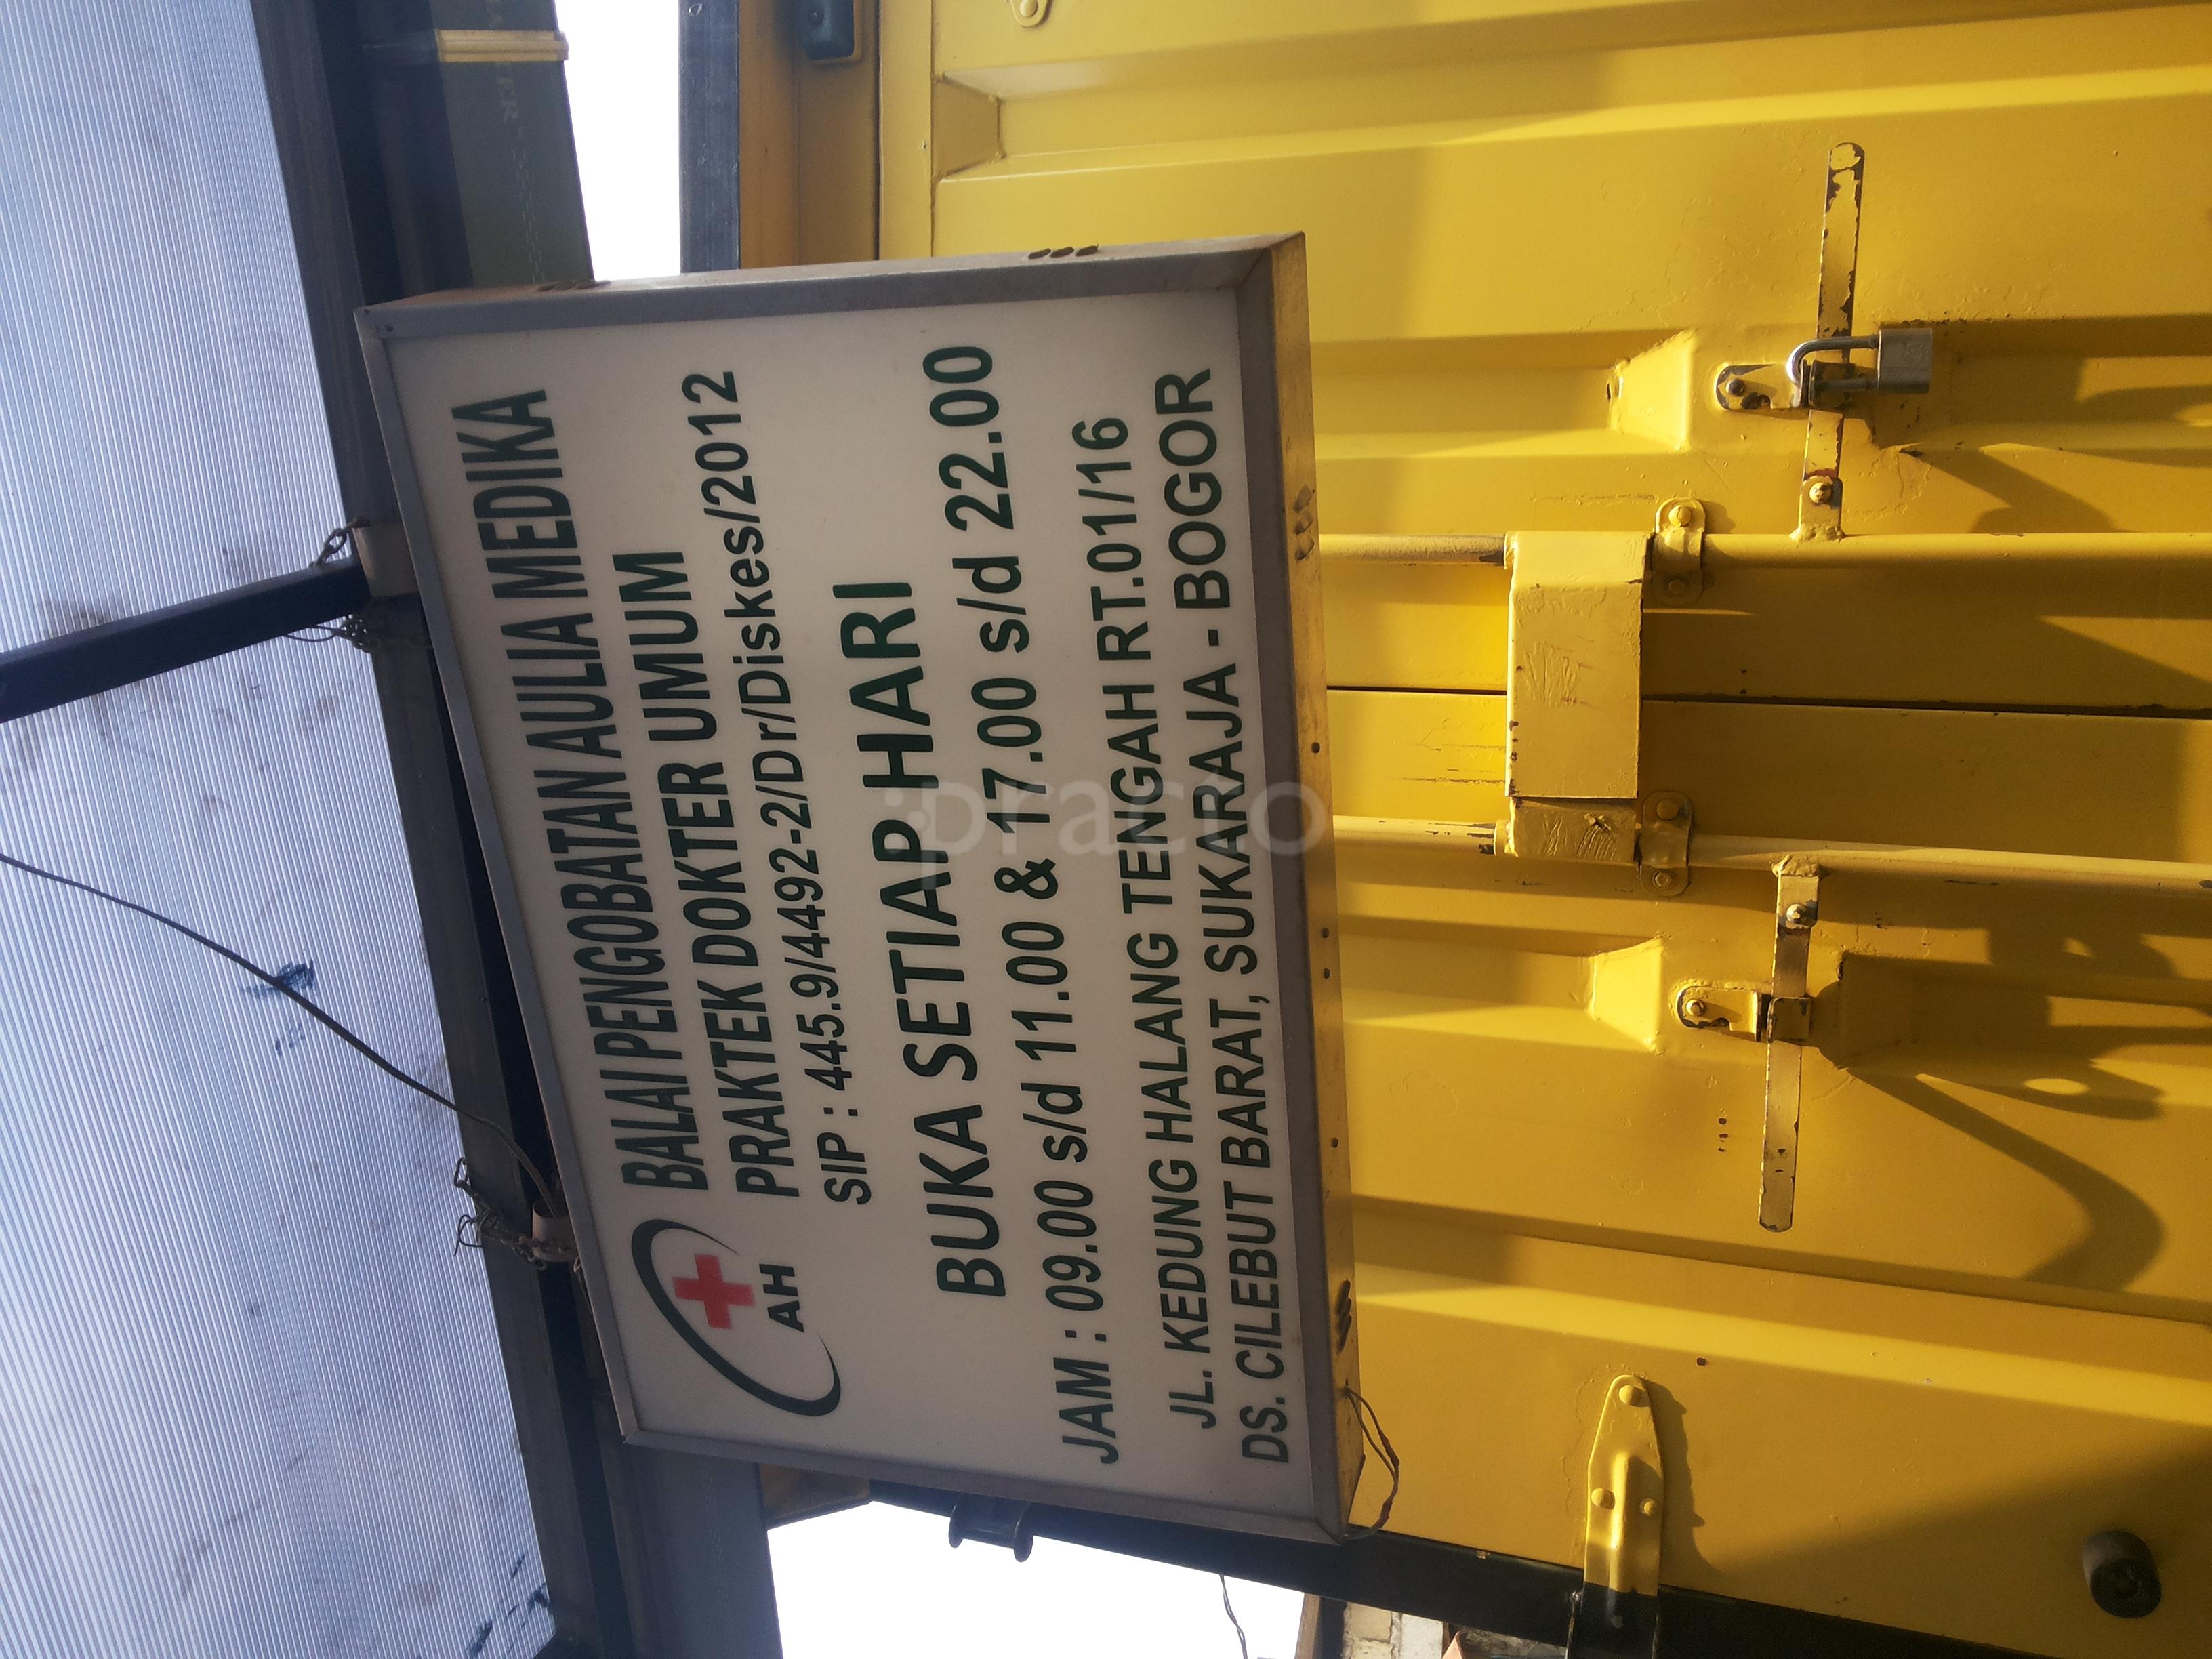 BALAI PENGOBATAN AULIA MEDIKA
PRAKTEK DOKTER UMUM
SIP : 445.9/4492-2/Dr/Diskes/2012
AH
BUKA SETIAP HARI
JAM : 09.00 s/d 11.00 & 17.00 s/d 22.00
JL. KEDUNG HALANG TENGAH RT.01/16
DS. CILEBUT BARAT, SUKARAJA - BOGOR
practo